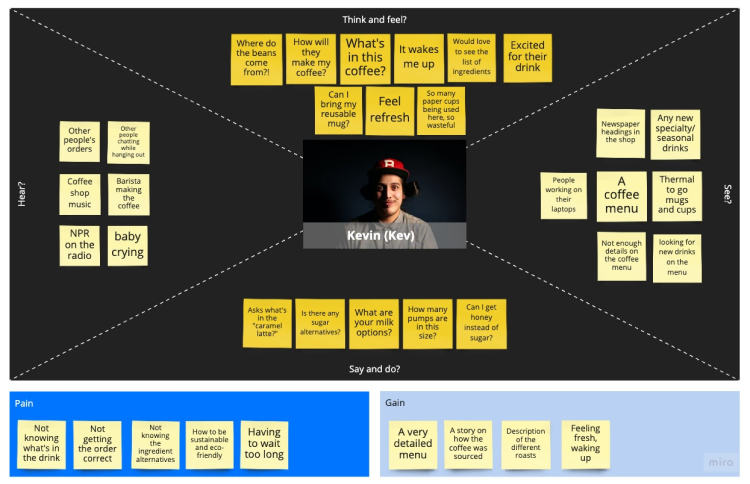 Think and feel?
Where do
the beans
come
from?!
How will
they
make my
coffee?
What's
in this
coffee?
It wakes
me up
Would love
to see the
list of
ingredients
Excited
for their
drink
Can I
bring my
reusable
mug?
Feel
refresh
So many
paper cups
being used
here, so
wasteful
Hear?
Other
people's
orders
Other
people
chatting
while
hanging out
Coffee
shop
music
Barista
making
the
coffee
NPR
on the
radio
baby
crying
B
Kevin (Kev)
Newspaper
headings in
the shop
Any new
specialty/
seasonal
drinks
People
working on
their
laptops
A
coffee
menu
Thermal
to go
mugs
and cups
Not enough
details on
the coffee
menu
looking for
new drinks
on the
menu
See?
Asks what's
in the
"caramel
latte?"
Is there any
sugar
alternatives?
What are
your milk
options?
How many
pumps are
in this
size?
Can I get
honey
instead of
sugar?
Say and do?
Pain
Not
knowing
what's in
the drink
Not
getting
the order
correct
Not
knowing
the
ingredient
alternatives
How to be
sustainable
and eco-
friendly
Having
to wait
too long
Gain
A very
detailed
menu
A story on
how the
coffee was
sourced
Description
of the
different
roasts
Feeling
fresh,
waking
up
miro